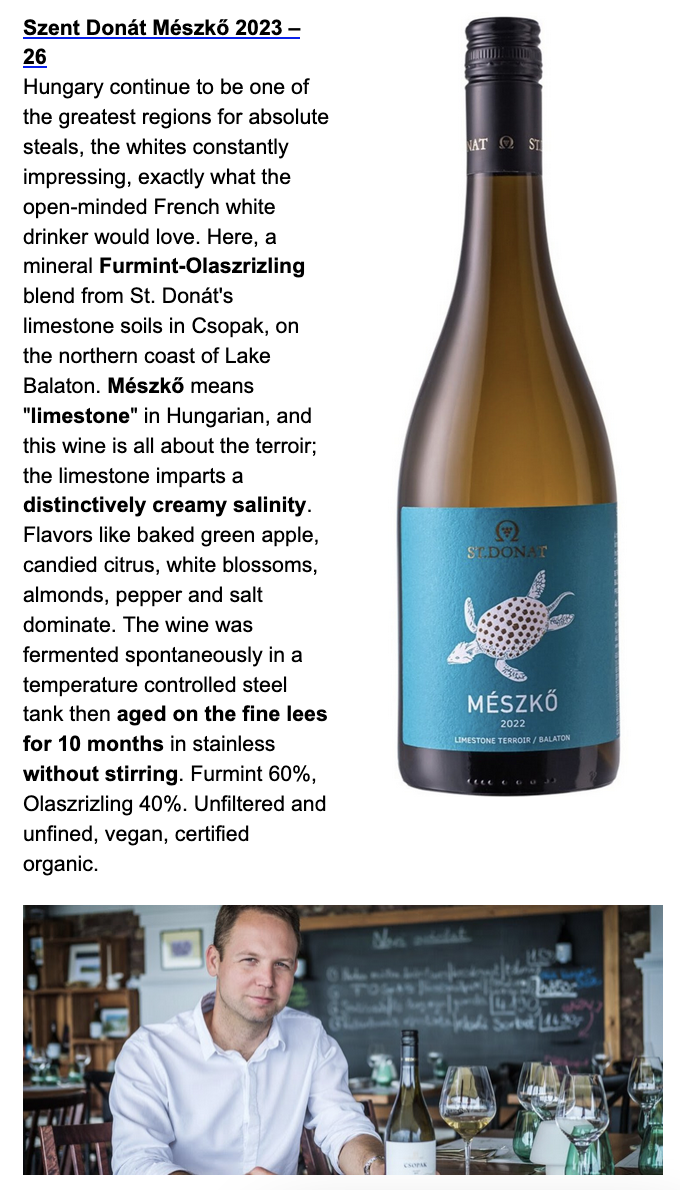 Szent Donát Mészkő 2023 –
26
Hungary continue to be one of
the greatest regions for absolute
steals, the whites constantly
impressing, exactly what the
open-minded French white
drinker would love. Here, a
mineral Furmint-Olaszrizling
blend from St. Donát's
limestone soils in Csopak, on
the northern coast of Lake
Balaton. Mészkő means
"limestone" in Hungarian, and
this wine is all about the terroir;
the limestone imparts a
distinctively creamy salinity.
Flavors like baked green apple,
candied citrus, white blossoms,
almonds, pepper and salt
dominate. The wine was
fermented spontaneously in a
temperature controlled steel
tank then aged on the fine lees
for 10 months in stainless
without stirring. Furmint 60%,
Olaszrizling 40%. Unfiltered and
unfined, vegan, certified
organic.
NAT ST.
ST.DONAT
MÉSZKŐ
2022
LIMESTONE TERROIR / BALATON
CSOPAK